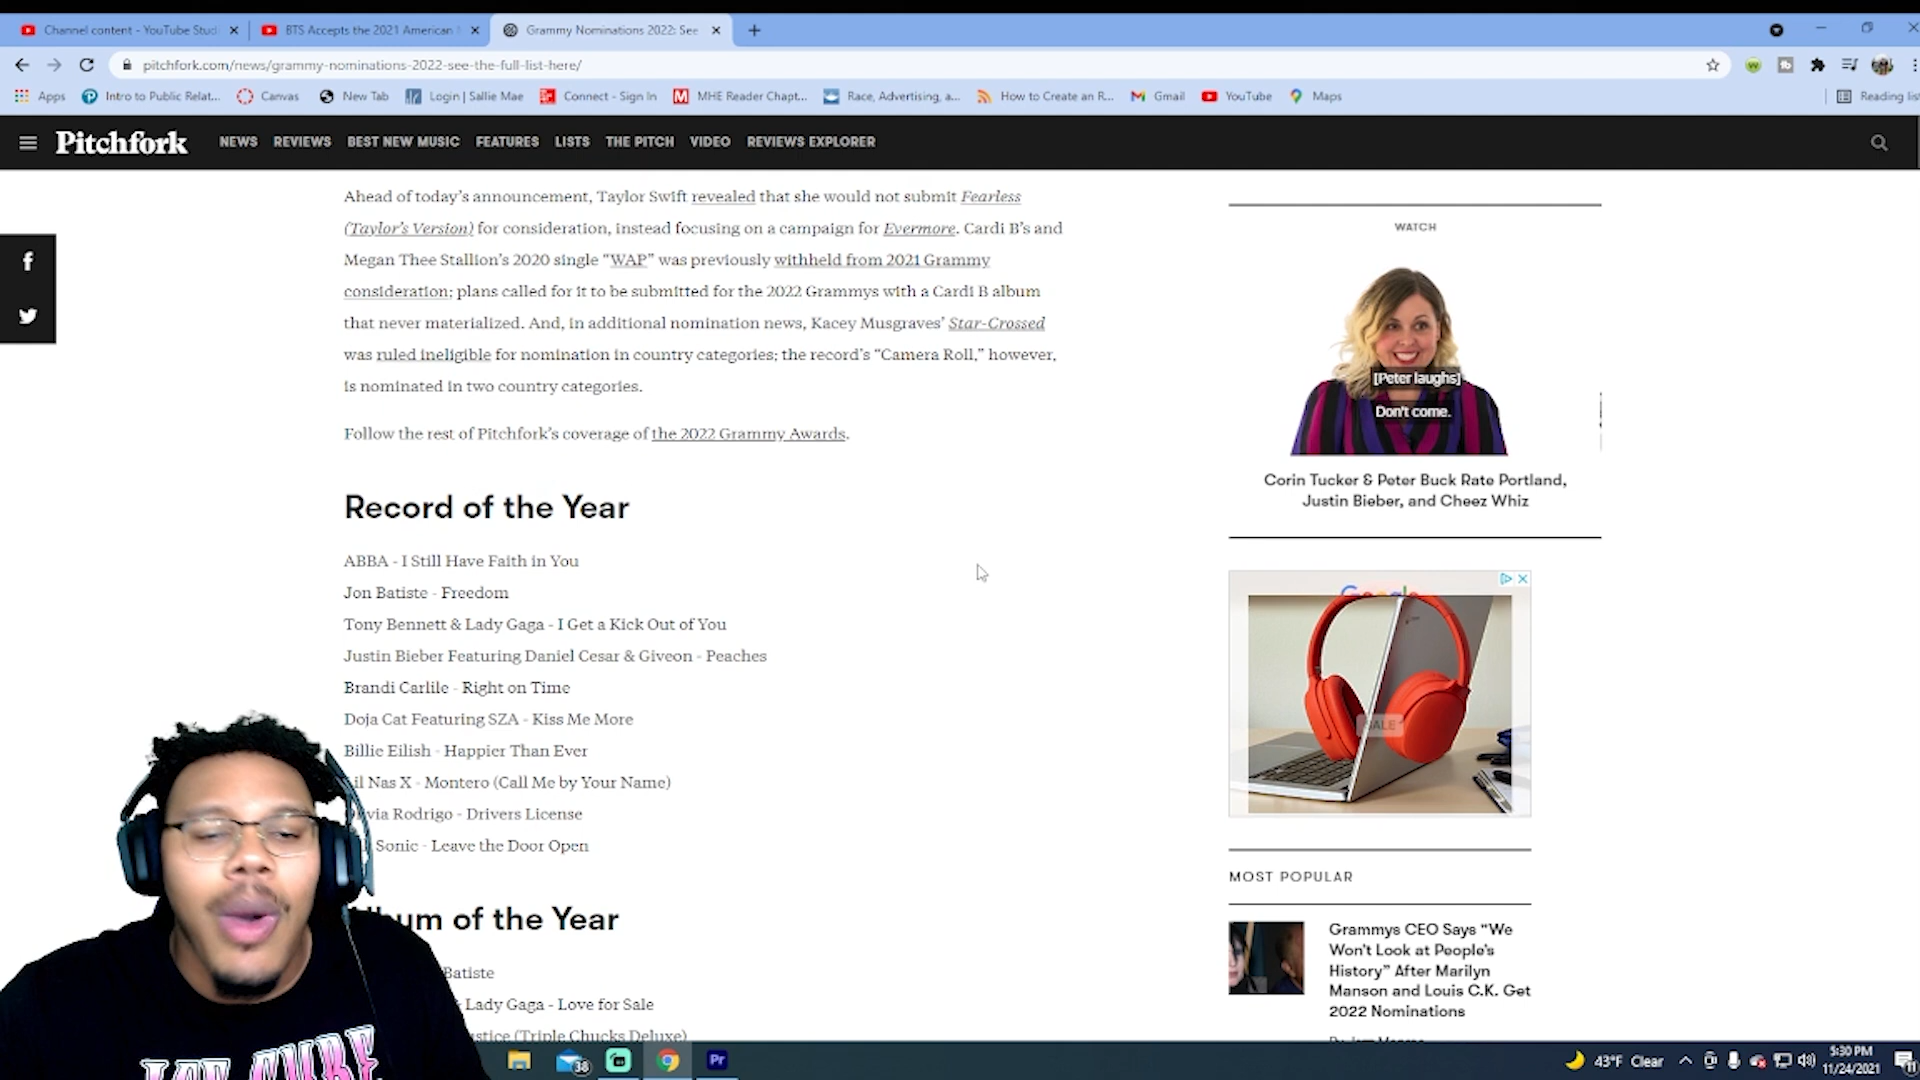 Channel content - YouTube Stud
BTS Accepts the 2021 American
Grammy Nominations 2022: See
pitchfork.com/news/grammy-nominations-2022-see-the-full-list-here/
Apps
Intro to Public Relat...
Canvas
New Tab
Login | Sallie Mae
Connect - Sign In
MHE Reader Chapt...
Race, Advertising, a...
How to Create an R...
Gmail
YouTube
Maps
Reading list
Pitchfork
NEWS REVIEWS BEST NEW MUSIC FEATURES LISTS THE PITCH VIDEO REVIEWS EXPLORER
Ahead of today's announcement, Taylor Swift revealed that she would not submit Fearless
(Taylor's Version) for consideration, instead focusing on a campaign for Evermore. Cardi B's and
Megan Thee Stallion's 2020 single “WAP” was previously withheld from 2021 Grammy
consideration; plans called for it to be submitted for the 2022 Grammys with a Cardi B album
that never materialized. And, in additional nomination news, Kacey Musgraves' Star-Crossed
was ruled ineligible for nomination in country categories; the record's “Camera Roll,” however,
is nominated in two country categories.
Follow the rest of Pitchfork's coverage of the 2022 Grammy Awards.
Record of the Year
ABBA - I Still Have Faith in You
Jon Batiste - Freedom
Tony Bennett & Lady Gaga - I Get a Kick Out of You
Justin Bieber Featuring Daniel Cesar & Giveon - Peaches
Brandi Carlile - Right on Time
Doja Cat Featuring SZA - Kiss Me More
Billie Eilish - Happier Than Ever
il Nas X - Montero (Call Me by Your Name)
via Rodrigo - Drivers License
Sonic - Leave the Door Open
um of the Year
Batiste
Lady Gaga - Love for Sale
stice (Triple Chucks Deluxe)
WATCH
[Peter laughs]
Don't come.
Corin Tucker & Peter Buck Rate Portland,
Justin Bieber, and Cheez Whiz
Google
SALE
MOST POPULAR
Grammys CEO Says “We
Won't Look at People's
History” After Marilyn
Manson and Louis C.K. Get
2022 Nominations
ICE CUBE
38
Pr
43°F Clear
5:30 PM
11/24/2021
11